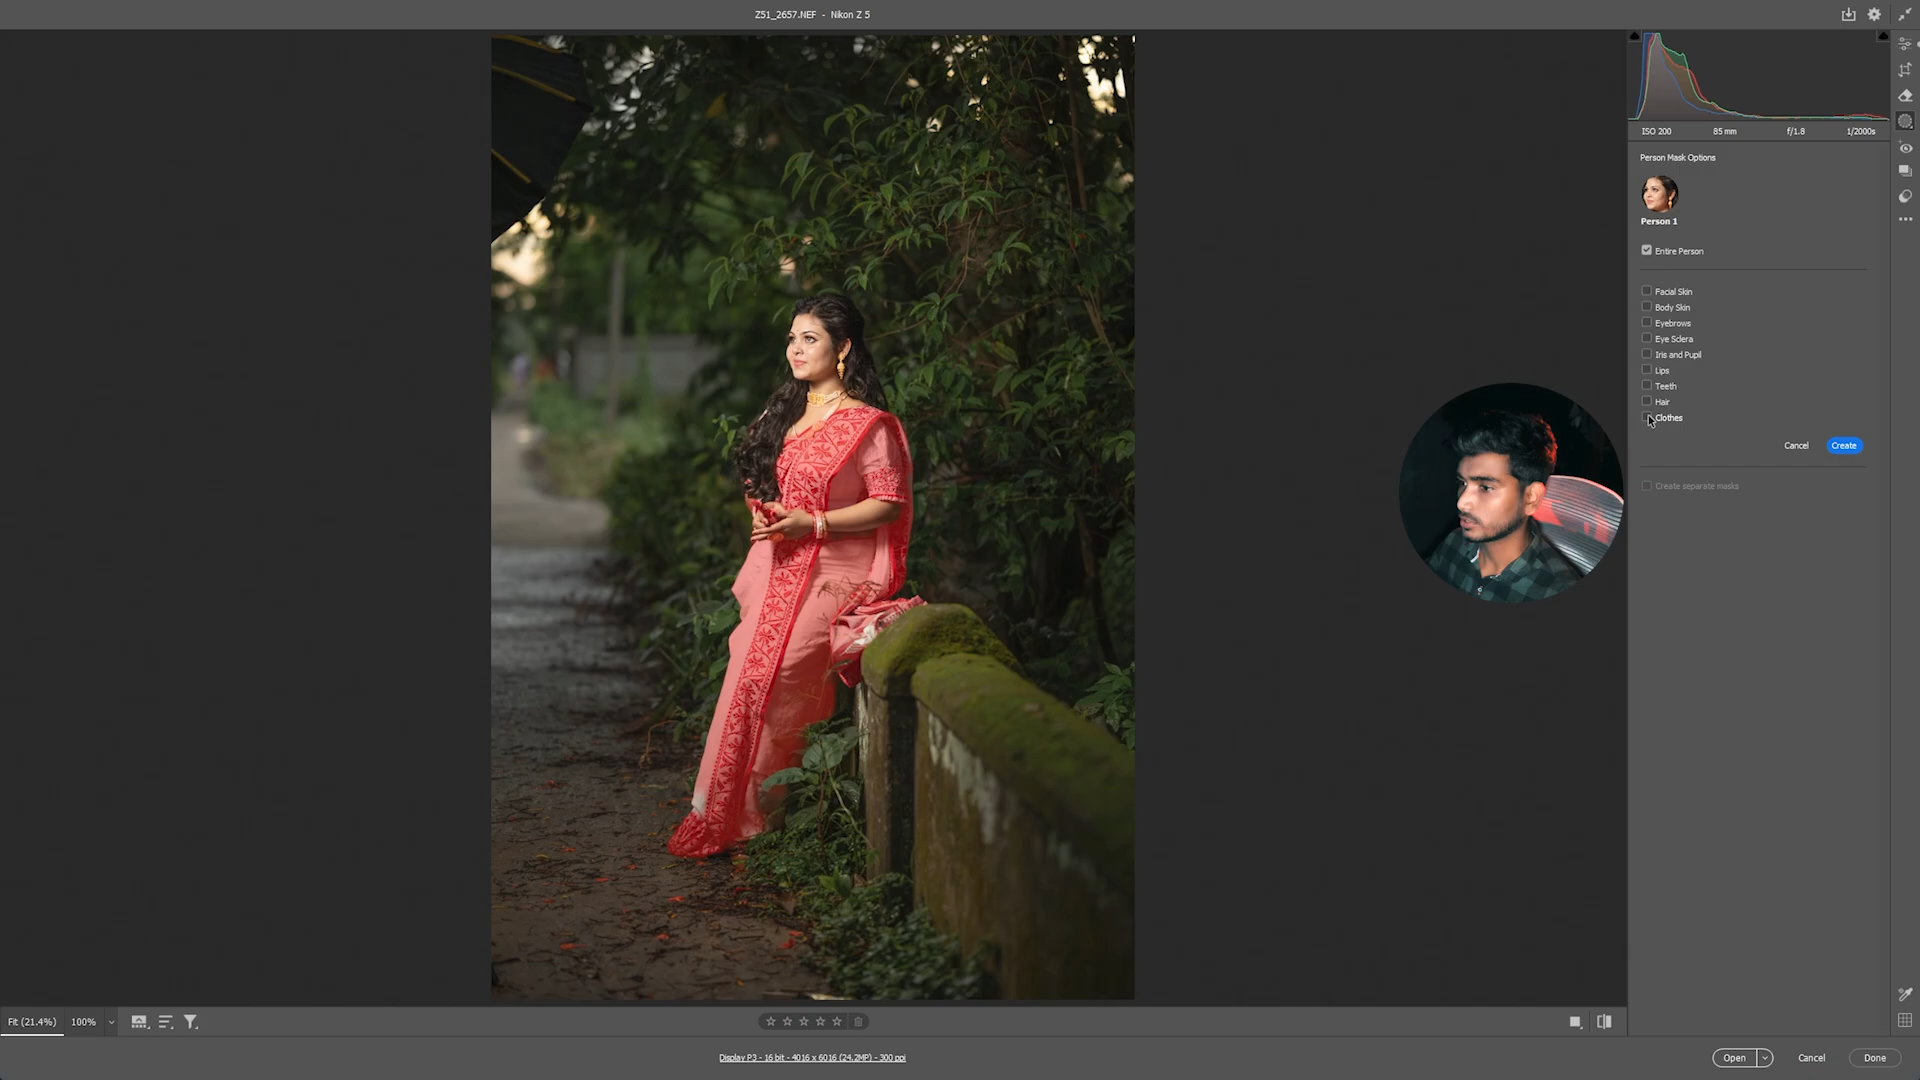 Z51_2657.NEF - Nikon Z 5
ISO 200 85 mm f/1.8 1/2000s
Person Mask Options
Person 1
Entire Person
Facial Skin
Body Skin
Eyebrows
Eye Sclera
Iris and Pupil
Lips
Teeth
Hair
Clothes
Cancel Create
Create separate masks
Fit (21.4%) 100%
Display P3 - 16 bit - 4016 x 6016 (24.2MP) - 300 ppi
Open Cancel Done